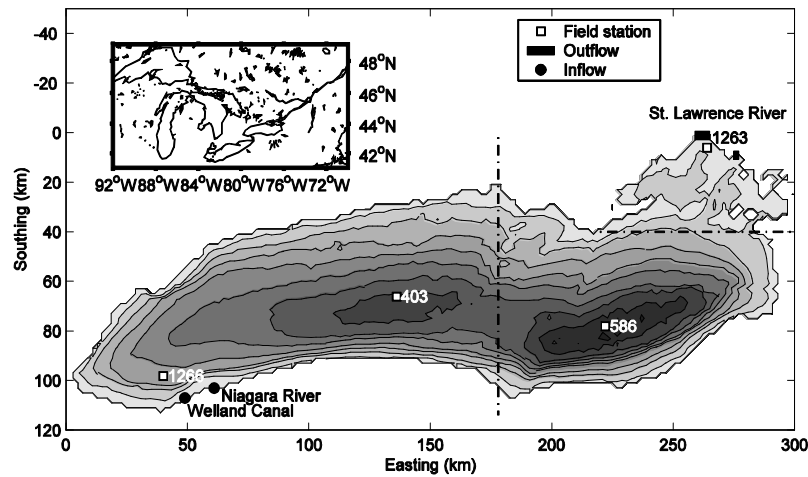 -40
-20
0
20
40
60
80
100
120
Southing (km)
0
50
100
150
200
250
300
Easting (km)
48°N
46°N
44°N
42°N
92°W88°W84°W80°W76°W72°W
Field station
Outflow
Inflow
St. Lawrence River
1263
403
586
1266
Niagara River
Welland Canal